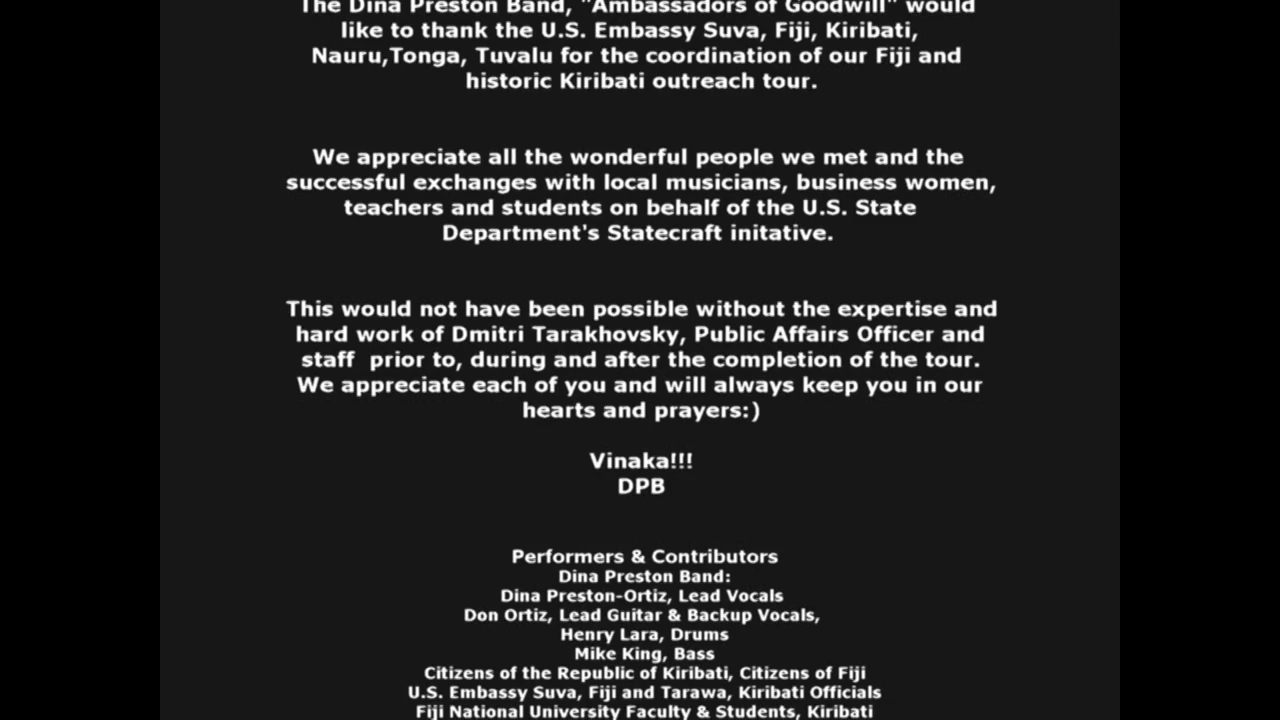 The Dina Preston Band, "Ambassadors of Goodwill" would
like to thank the U.S. Embassy Suva, Fiji, Kiribati,
Nauru,Tonga, Tuvalu for the coordination of our Fiji and
historic Kiribati outreach tour.
We appreciate all the wonderful people we met and the
successful exchanges with local musicians, business women,
teachers and students on behalf of the U.S. State
Department's Statecraft initative.
This would not have been possible without the expertise and
hard work of Dmitri Tarakhovsky, Public Affairs Officer and
staff  prior to, during and after the completion of the tour.
We appreciate each of you and will always keep you in our
hearts and prayers:)
Vinaka!!!
DPB
Performers & Contributors
Dina Preston Band:
Dina Preston-Ortiz, Lead Vocals
Don Ortiz, Lead Guitar & Backup Vocals,
Henry Lara, Drums
Mike King, Bass
Citizens of the Republic of Kiribati, Citizens of Fiji
U.S. Embassy Suva, Fiji and Tarawa, Kiribati Officials
Fiji National University Faculty & Students, Kiribati